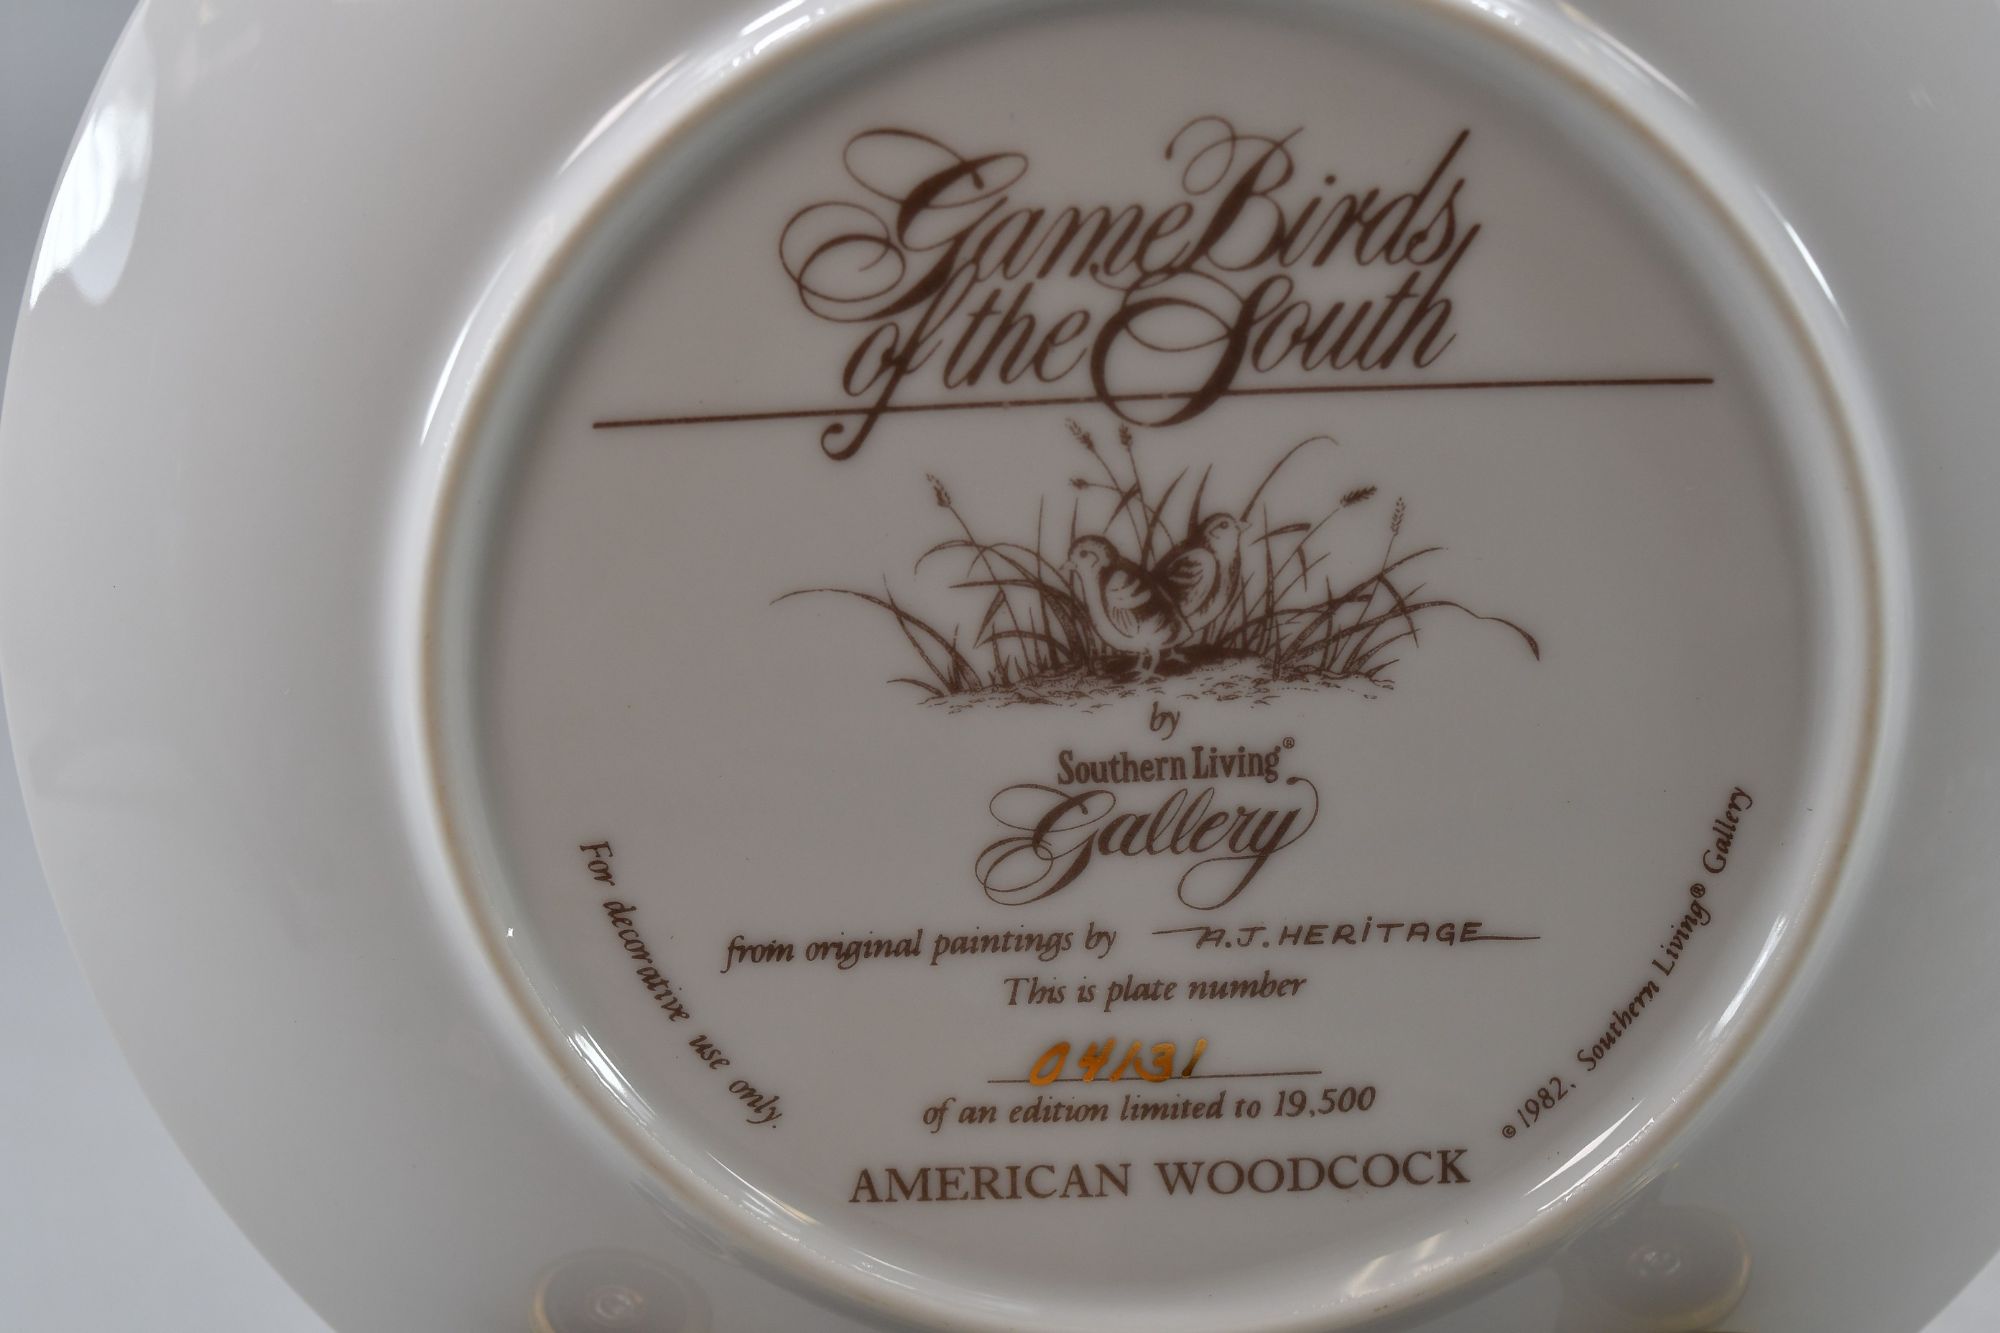 Game Birds
of the South
by
Southern Living®
Gallery
from original paintings by A.J. HERITAGE
This is plate number
04131
of an edition limited to 19,500
AMERICAN WOODCOCK
For decorative use only.
© 1982, Southern Living® Gallery